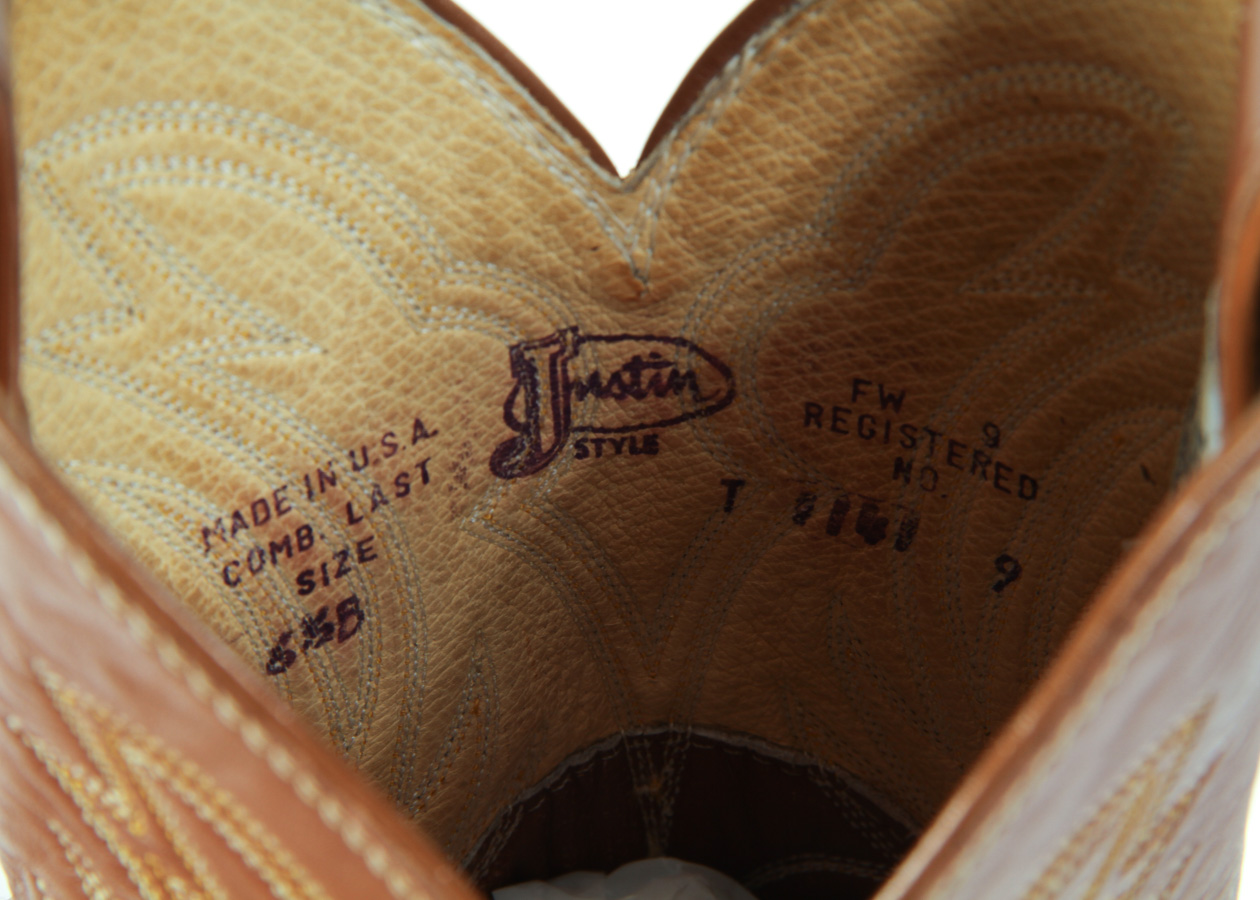 MADE IN U.S.A.
COMB. LAST
SIZE
Justin
STYLE
T
FW 9
REGISTERED
NO.
9